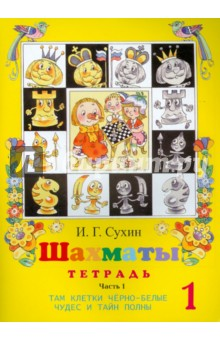 И. Г. Сухин
Шахматы
ТЕТРАДЬ
Часть 1
ТАМ КЛЕТКИ ЧЁРНО-БЕЛЫЕ
ЧУДЕС И ТАЙН ПОЛНЫ
1